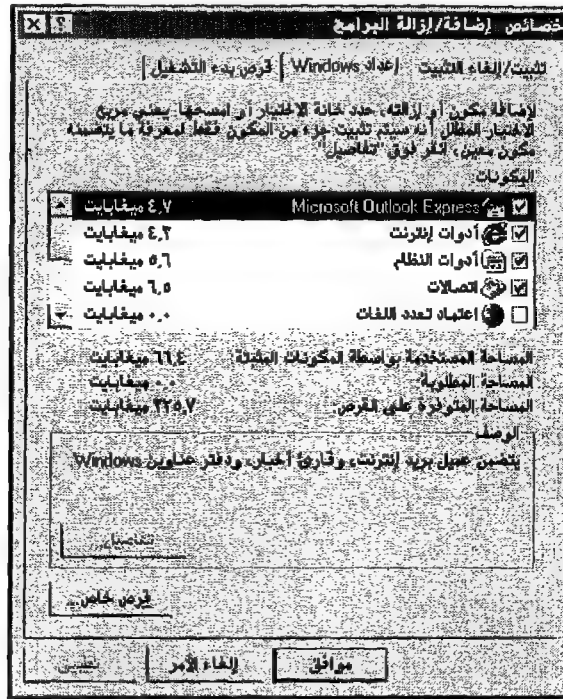 خصائص إضافة/إزالة البرامج
تثبيت/إلغاء التثبيت إعداد Windows قرص بدء التشغيل
لإضافة مكون أو إزالته، حدد خانة الاختيار أو امسحها. يعني مربع
الاختيار المظلل أنه سيتم تثبيت جزء من المكون فقط لمعرفة ما يتضمنه
مكون معين، انقر فوق "تفاصيل"
المكونات
Microsoft Outlook Express ٤,٧ ميغابايت
أدوات إنترنت ٤,٣ ميغابايت
أدوات النظام ٥,٦ ميغابايت
اتصالات ٦,٥ ميغابايت
اعتماد تعدد اللغات ٠,٠ ميغابايت
المساحة المستخدمة بواسطة المكونات المثبتة ٦٦,٤ ميغابايت
المساحة المطلوبة ٠,٠ ميغابايت
المساحة المتوفرة على القرص: ٢٢٥,٧ ميغابايت
الوصف
يتضمن عميل بريد إنترنت، وقارئ أخبار، ودفتر عناوين Windows
تفاصيل...
قرص خاص...
موافق إلغاء الأمر تطبيق